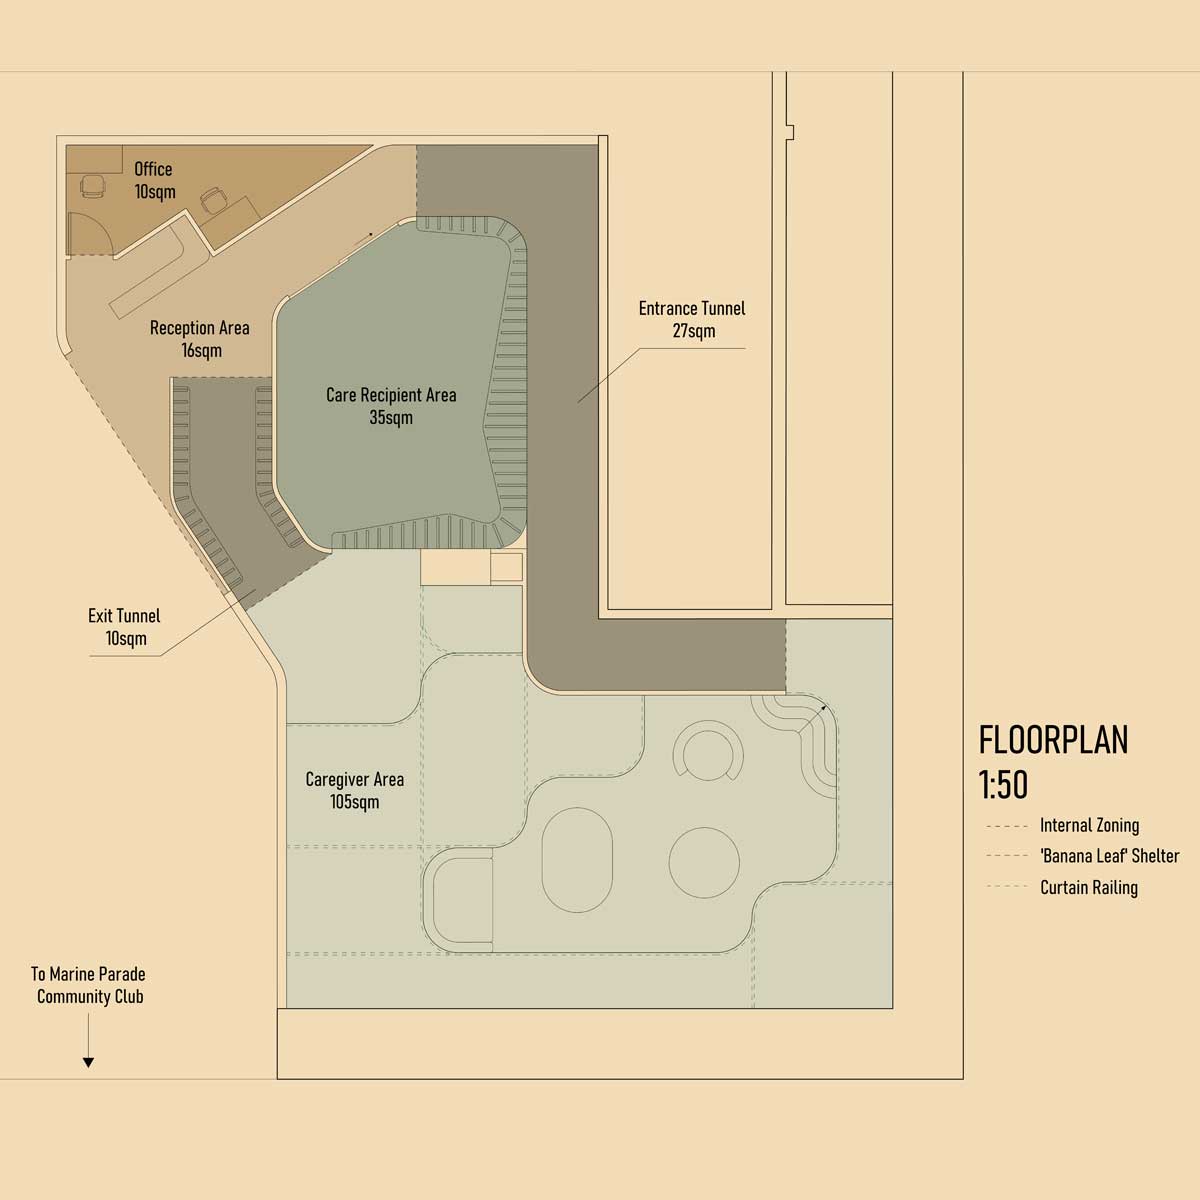 Office
10sqm
Entrance Tunnel
27sqm
Reception Area
16sqm
Care Recipient Area
35sqm
Exit Tunnel
10sqm
Caregiver Area
105sqm
FLOORPLAN
1:50
Internal Zoning
'Banana Leaf' Shelter
Curtain Railing
To Marine Parade
Community Club